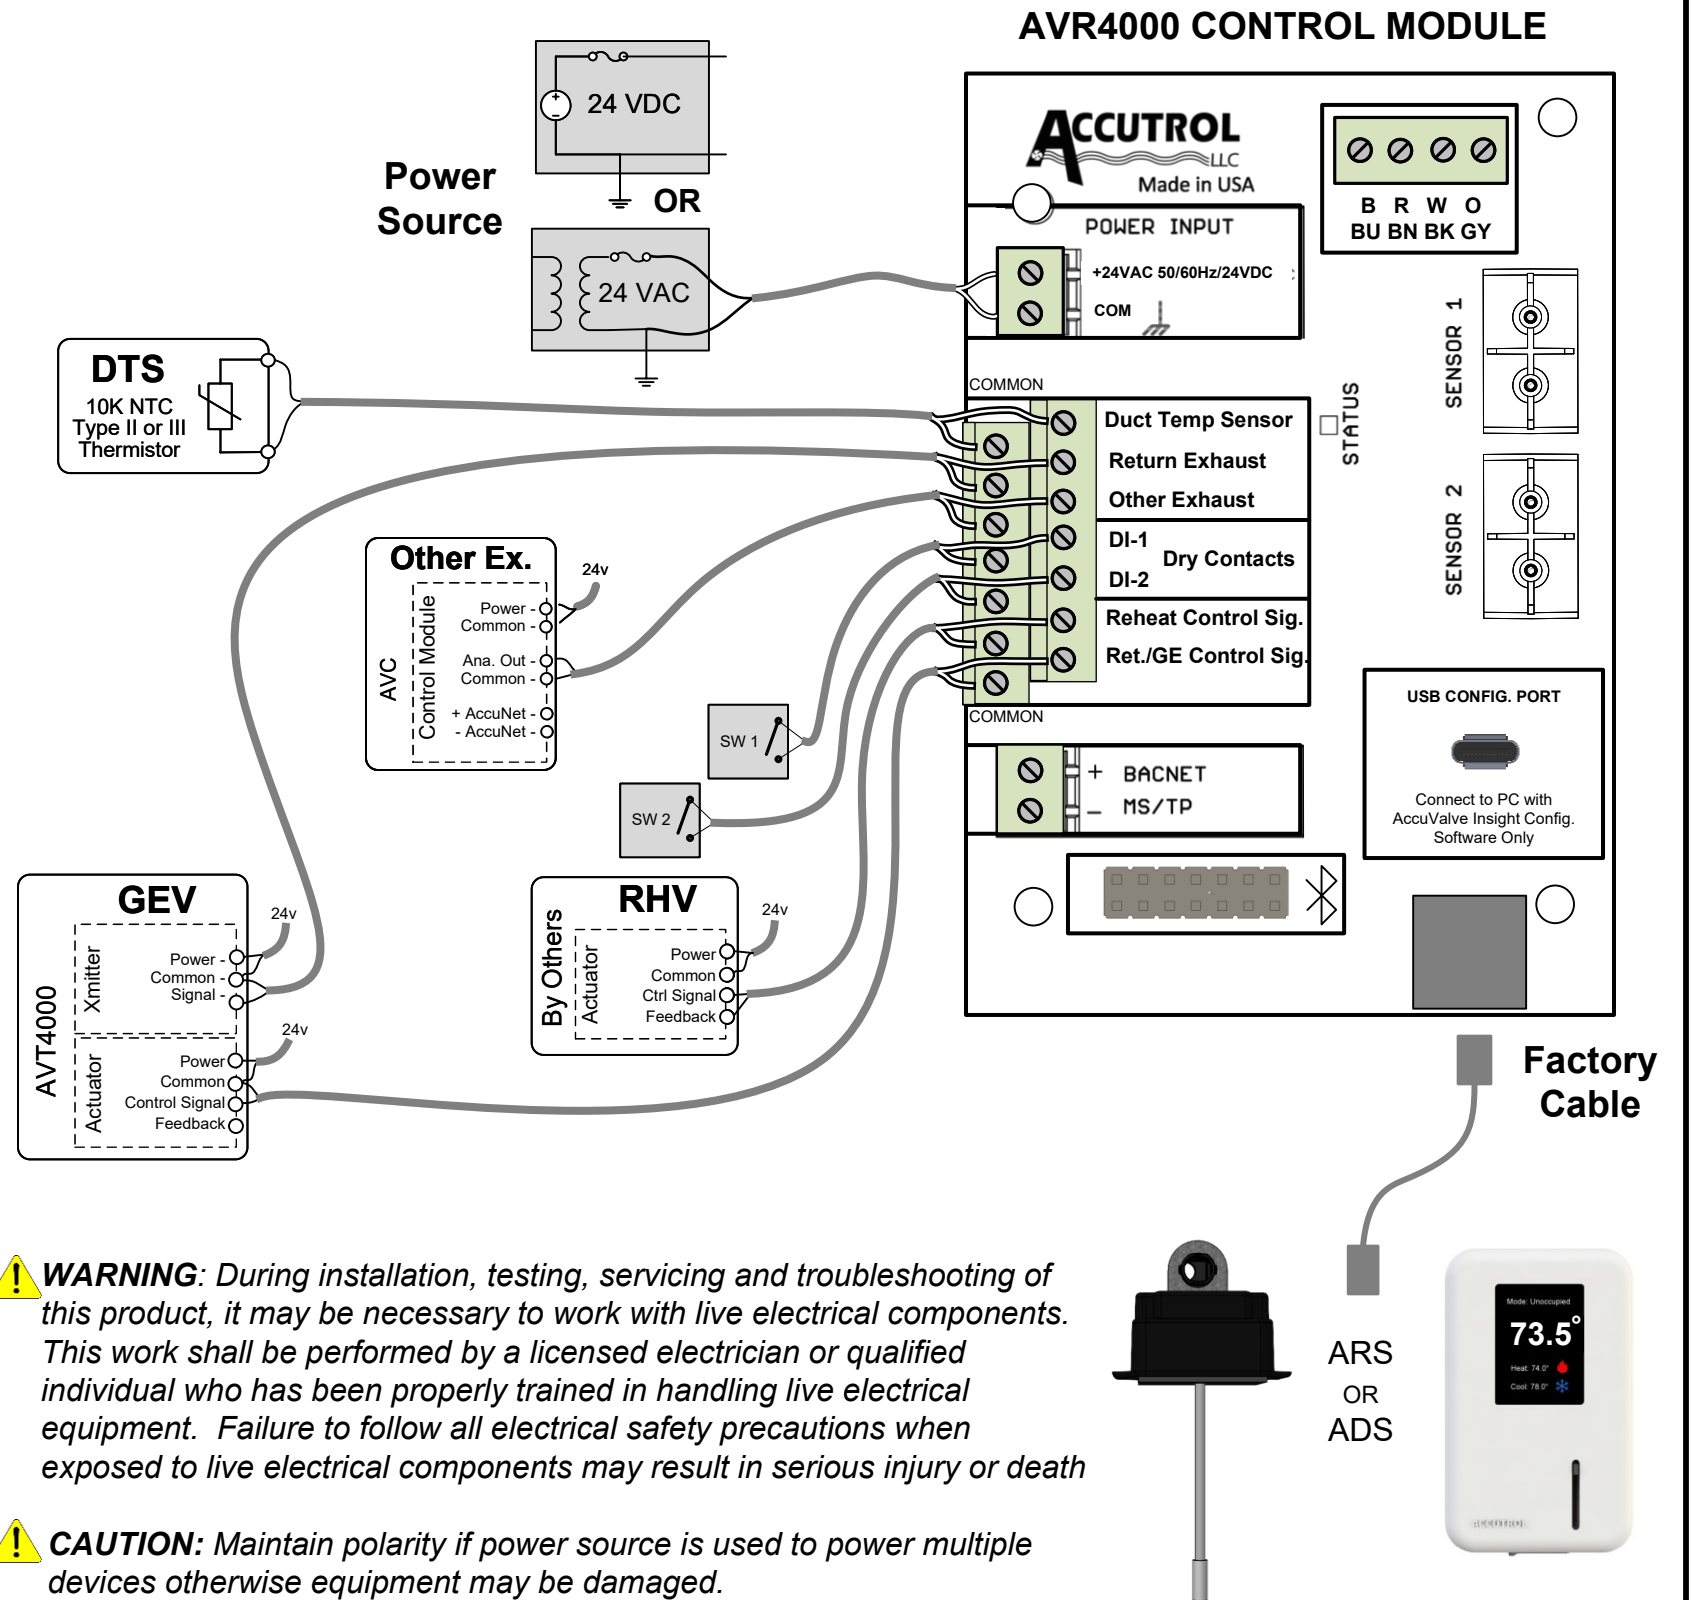 AVR4000 CONTROL MODULE
24 VDC
Power
Source
OR
24 VAC
ACCUTROL
LLC
Made in USA
B R W O
BU BN BK GY
POWER INPUT
+24VAC 50/60Hz/24VDC
COM
SENSOR 1
SENSOR 2
STATUS
DTS
10K NTC
Type II or III
Thermistor
COMMON
Duct Temp Sensor
Return Exhaust
Other Exhaust
DI-1
Dry Contacts
DI-2
Reheat Control Sig.
Ret./GE Control Sig.
COMMON
Other Ex.
24v
AVC
Control Module
Power -
Common -
Ana. Out -
Common -
+ AccuNet -
- AccuNet -
SW 1
SW 2
+ BACNET
– MS/TP
USB CONFIG. PORT
Connect to PC with
AccuValve Insight Config.
Software Only
GEV
24v
AVT4000
Xmitter
Power -
Common -
Signal -
24v
Actuator
Power
Common
Control Signal
Feedback
RHV
24v
By Others
Actuator
Power
Common
Ctrl Signal
Feedback
Factory
Cable
WARNING: During installation, testing, servicing and troubleshooting of
this product, it may be necessary to work with live electrical components.
This work shall be performed by a licensed electrician or qualified
individual who has been properly trained in handling live electrical
equipment.  Failure to follow all electrical safety precautions when
exposed to live electrical components may result in serious injury or death
CAUTION: Maintain polarity if power source is used to power multiple
devices otherwise equipment may be damaged.
ARS
OR
ADS
Mode: Unoccupied
73.5°
Heat: 74.0°
Cool: 78.0°
ACCUTROL